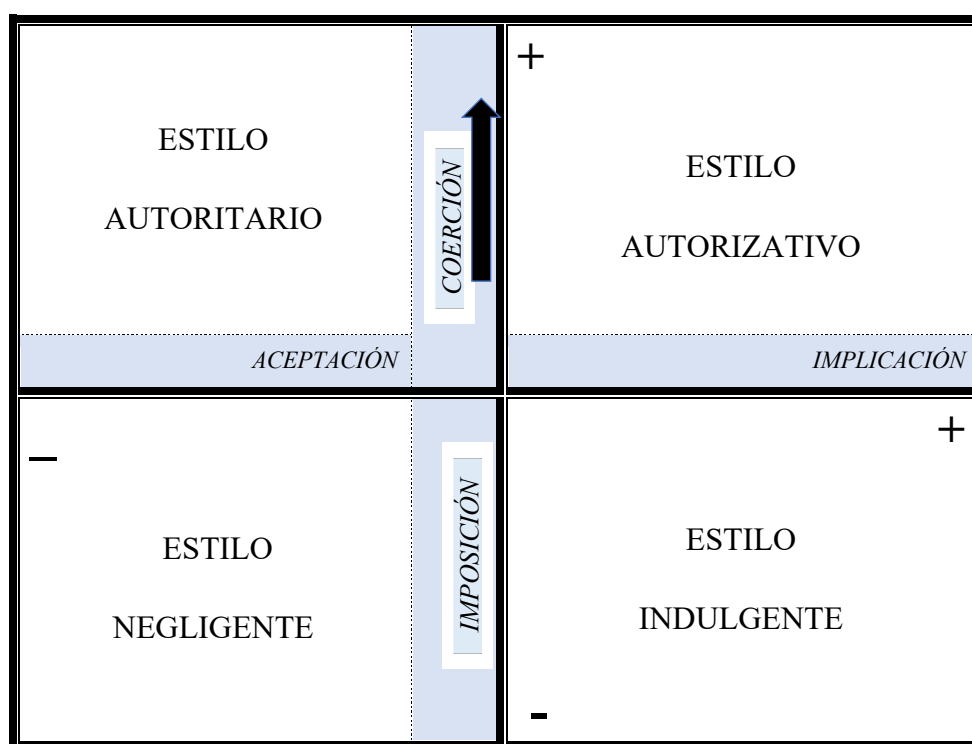 ESTILO
AUTORITARIO
COERCIÓN
ACEPTACIÓN
+
ESTILO
AUTORIZATIVO
IMPLICACIÓN
–
ESTILO
NEGLIGENTE
IMPOSICIÓN
+
ESTILO
INDULGENTE
-